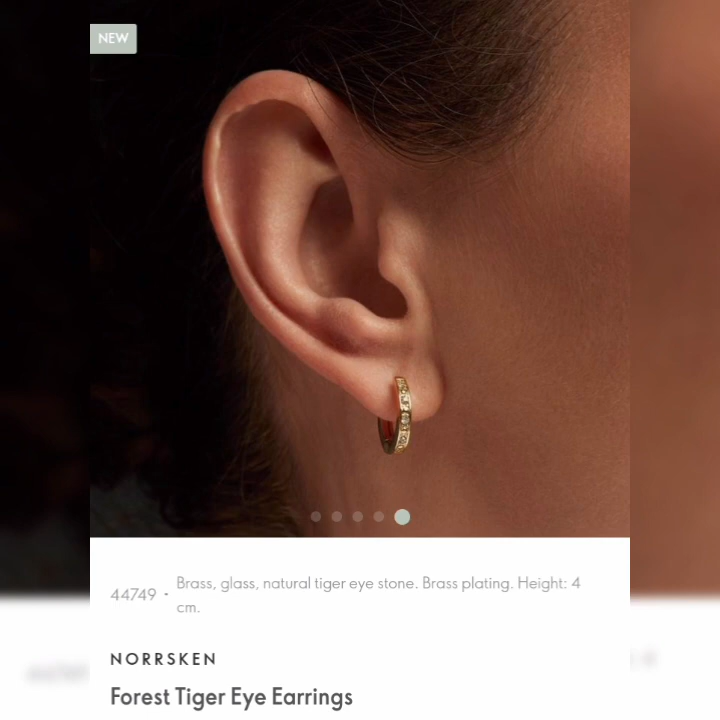 NEW
44749 · Brass, glass, natural tiger eye stone. Brass plating. Height: 4
cm.
NORRSKEN
Forest Tiger Eye Earrings